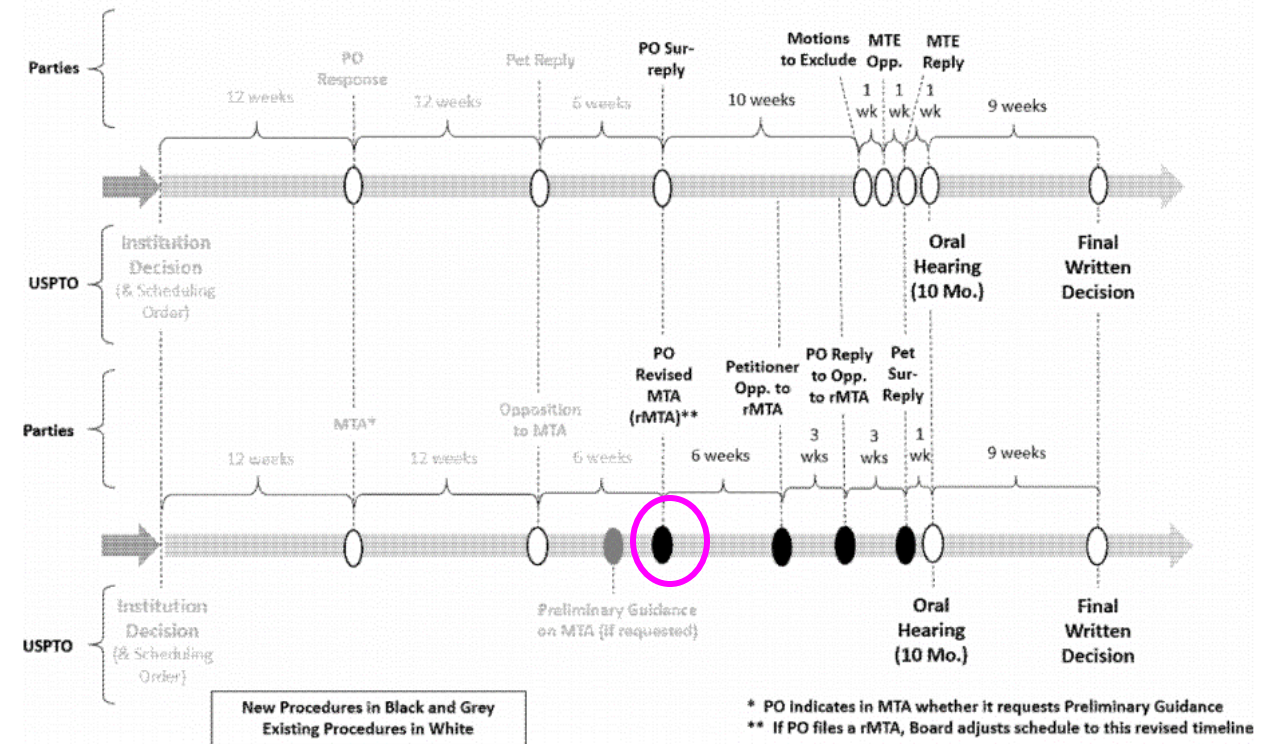 Parties
PO
Response
Pet Reply
PO Sur-
reply
Motions
to Exclude
MTE
Opp.
MTE
Reply
12 weeks
12 weeks
6 weeks
10 weeks
1
wk
1
wk
1
wk
9 weeks
USPTO
Institution
Decision
(& Scheduling
Order)
Oral
Hearing
(10 Mo.)
Final
Written
Decision
Parties
MTA*
Opposition
to MTA
PO
Revised
MTA
(rMTA)**
Petitioner
Opp. to
rMTA
PO Reply
to Opp.
to rMTA
Pet
Sur-
Reply
12 weeks
12 weeks
6 weeks
6 weeks
3
wks
3
wks
1
wk
9 weeks
USPTO
Institution
Decision
(& Scheduling
Order)
Preliminary Guidance
on MTA (if requested)
Oral
Hearing
(10 Mo.)
Final
Written
Decision
New Procedures in Black and Grey
Existing Procedures in White
* PO indicates in MTA whether it requests Preliminary Guidance
** If PO files a rMTA, Board adjusts schedule to this revised timeline